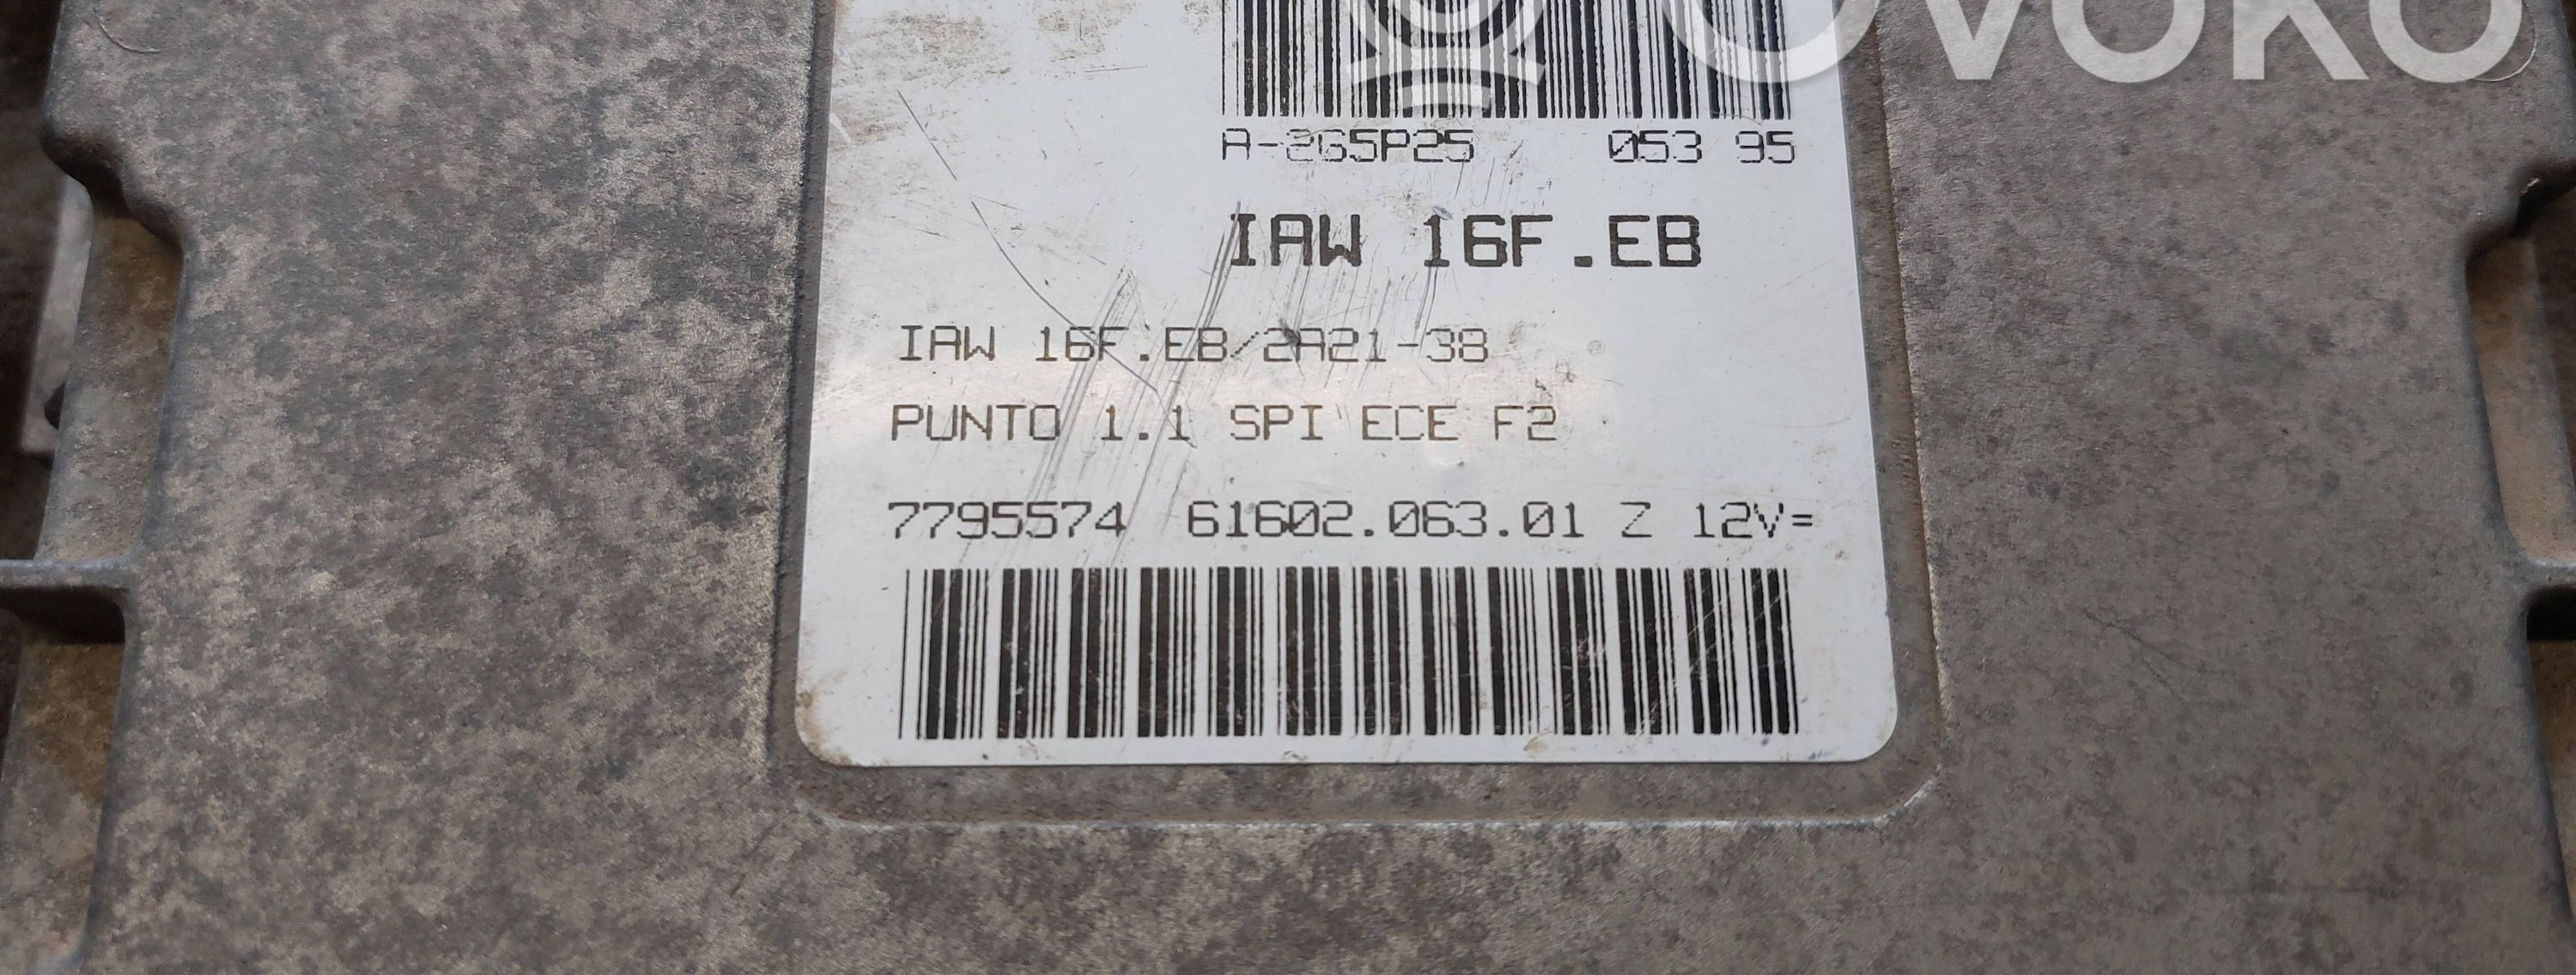 OVOKO
A-2G5P25 053 95
IAW 16F.EB
IAW 16F.EB/2A21-38
PUNTO 1.1 SPI ECE F2
7795574 61602.063.01 Z 12V=